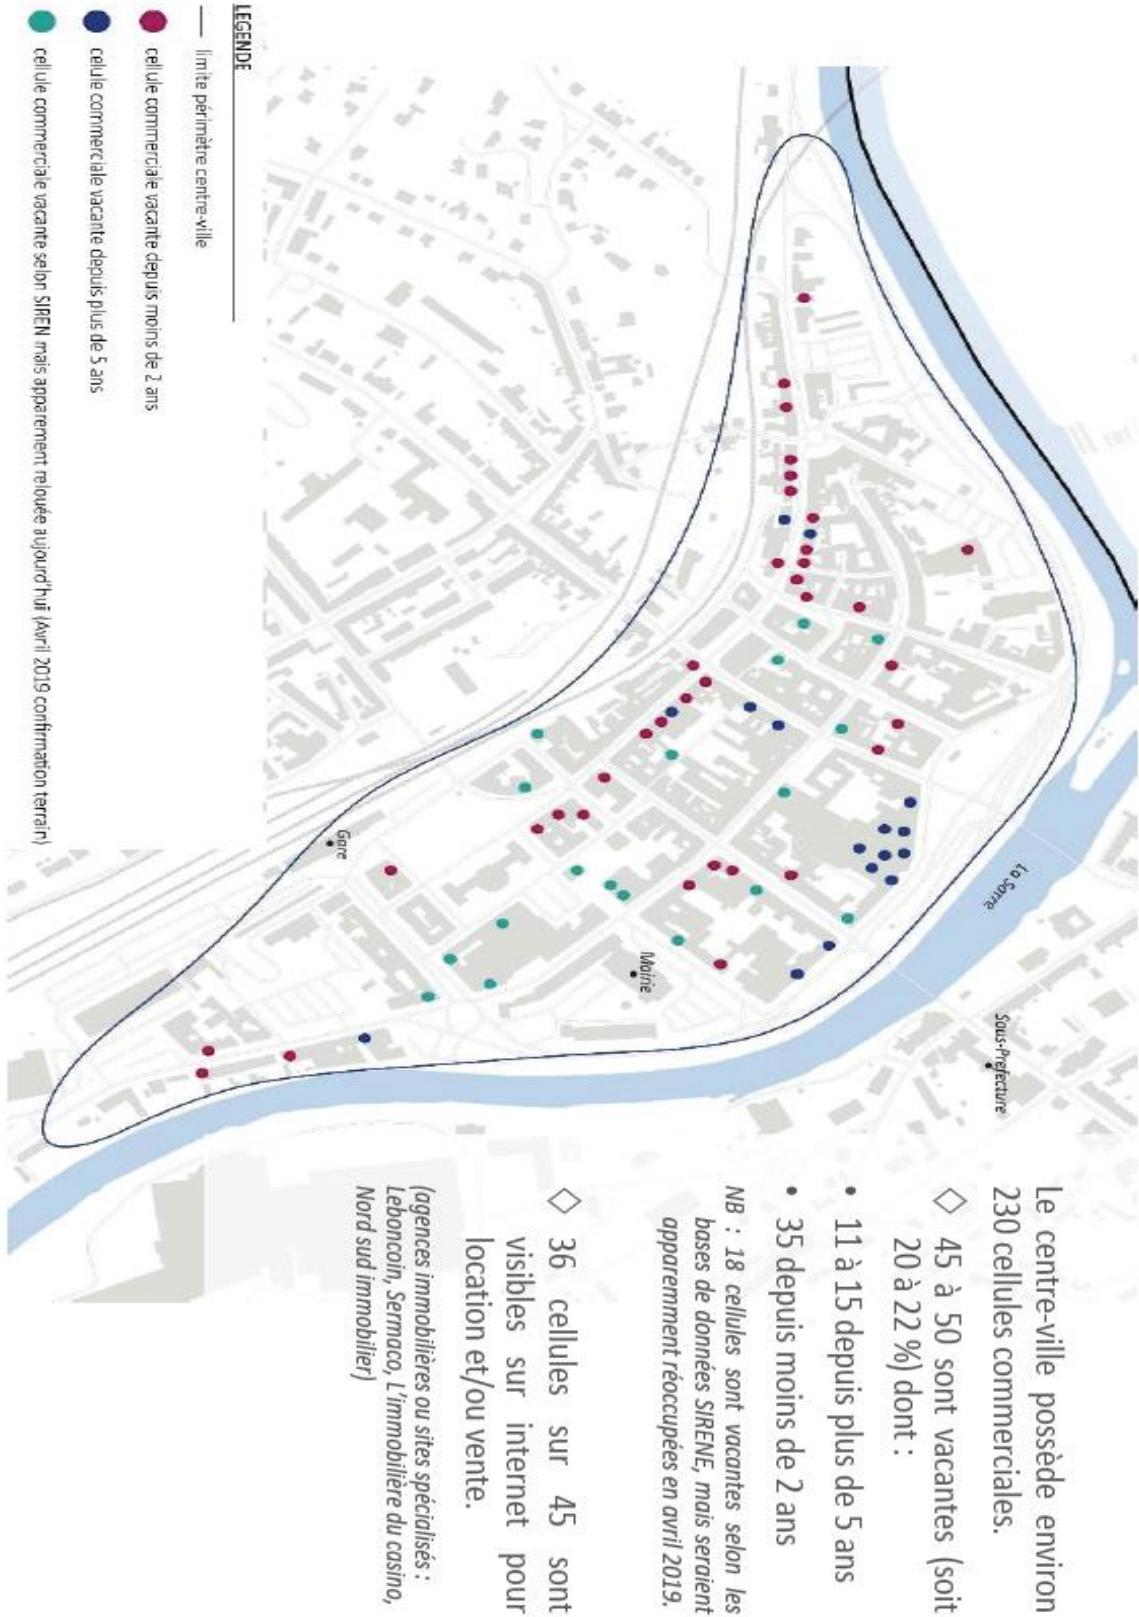 Le centre-ville possède environ
230 cellules commerciales.
◇ 45 à 50 sont vacantes (soit
20 à 22 %) dont :
• 11 à 15 depuis plus de 5 ans
• 35 depuis moins de 2 ans
NB : 18 cellules sont vacantes selon les
bases de données SIRENE, mais seraient
apparemment réoccupées en avril 2019.
◇ 36 cellules sur 45 sont
visibles sur internet pour
location et/ou vente.
(agences immobilières ou sites spécialisés :
Leboncoin, Sermaco, L'immobilière du casino,
Nord sud immobilier)
La Sarre
Sous-Prefecture
Mairie
Gare
LEGENDE
limite périmètre centre-ville
cellule commerciale vacante depuis moins de 2 ans
celule commerciale vacante depuis plus de 5 ans
cellule commerciale vacante selon SIREN mais apparement relouée aujourd'hui (Avril 2019 confirmation terrain)